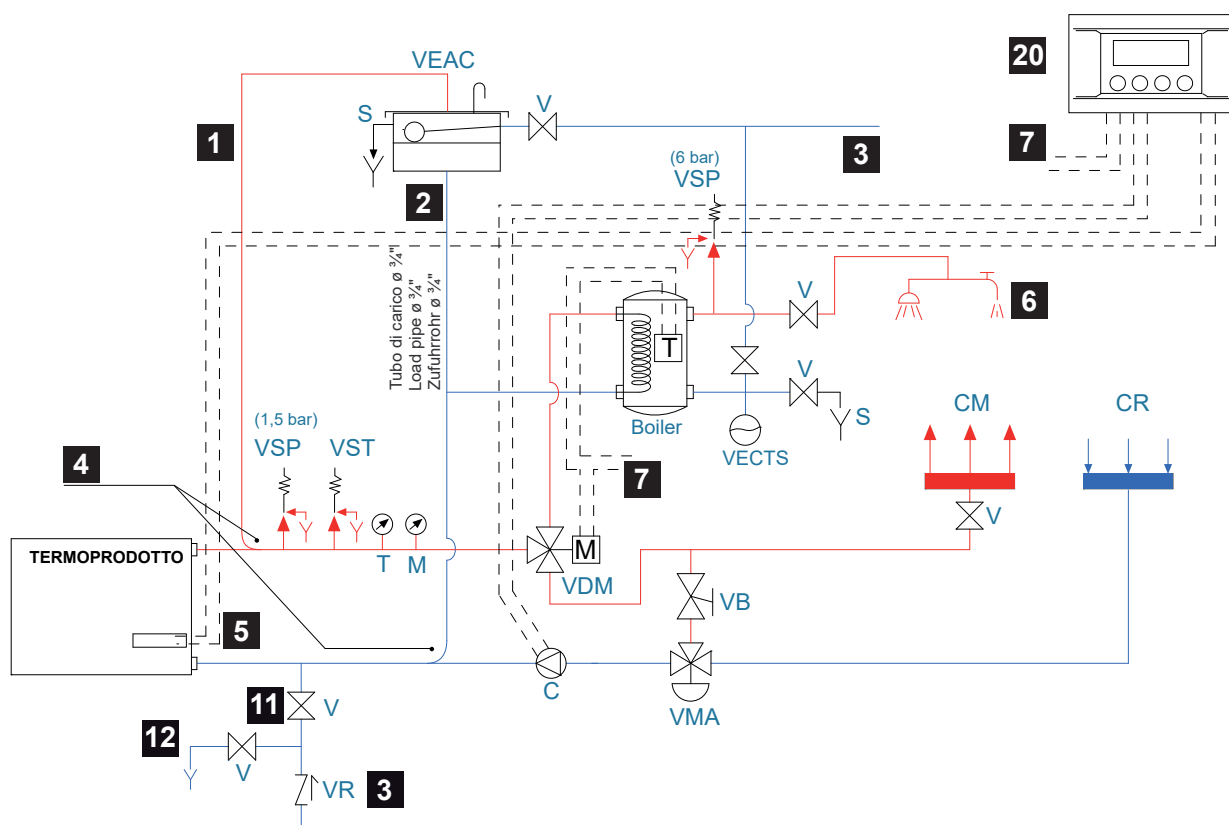 VEAC
20
S
V
1
3
7
(6 bar)
VSP
2
Tubo di carico ø ¾"
Load pipe ø ¾"
Zufuhrrohr ø ¾"
V
6
T
V
Boiler
S
VECTS
CM
CR
(1,5 bar)
VSP
VST
4
7
V
TERMOPRODOTTO
T
M
M
VDM
VB
5
C
VMA
11
V
12
V
VR
3